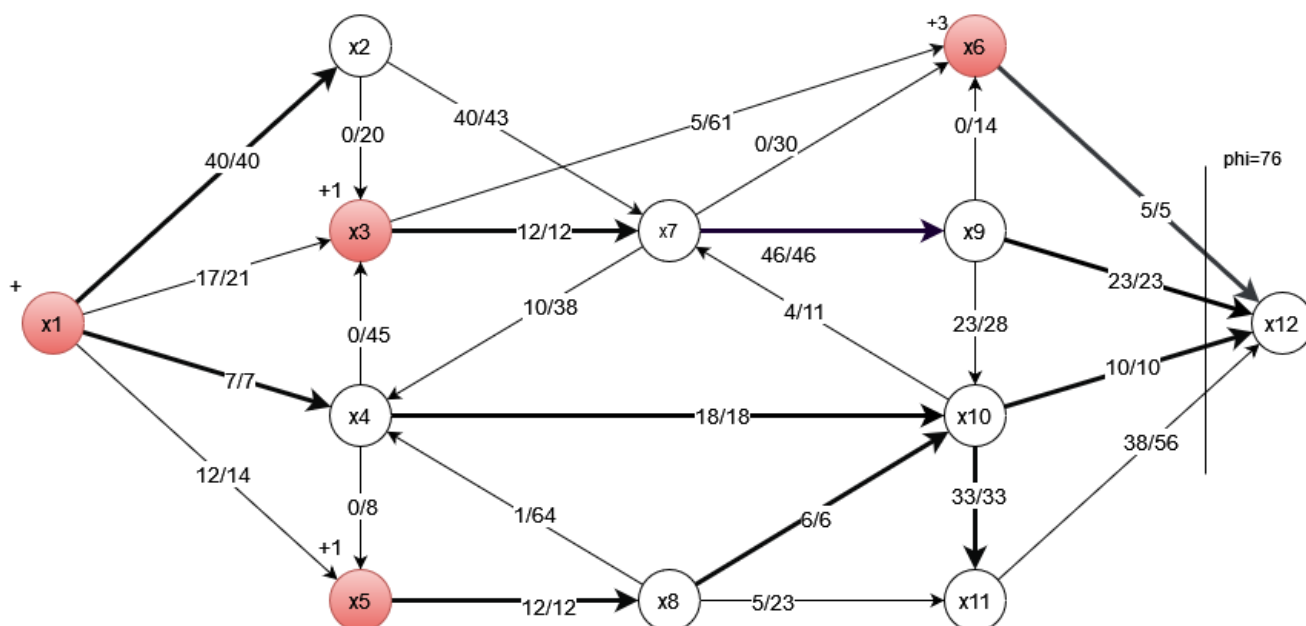 x2
+3
x6
40/43
5/61
0/20
0/30
0/14
40/40
phi=76
+1
x3
12/12
x7
x9
5/5
46/46
17/21
23/23
+
x1
10/38
4/11
0/45
23/28
x12
7/7
10/10
x4
18/18
x10
12/14
38/56
0/8
1/64
6/6
33/33
+1
x5
12/12
x8
5/23
x11